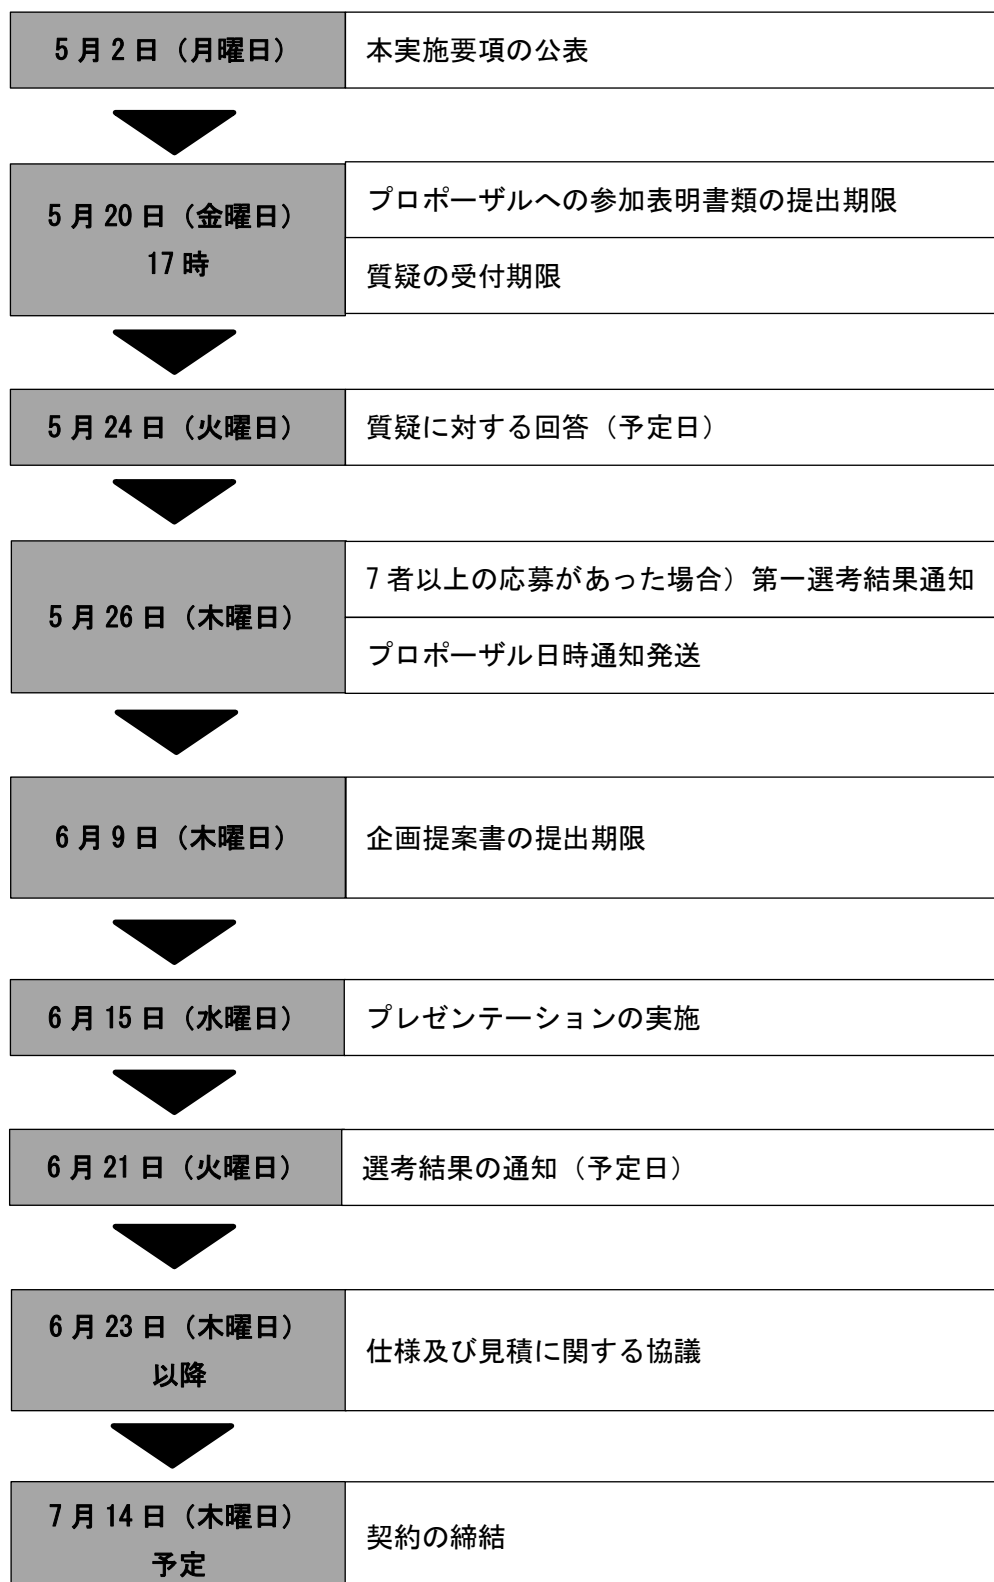 5月2日（月曜日）
本実施要項の公表
5月20日（金曜日）
17時
プロポーザルへの参加表明書類の提出期限
質疑の受付期限
5月24日（火曜日）
質疑に対する回答（予定日）
5月26日（木曜日）
7者以上の応募があった場合）第一選考結果通知
プロポーザル日時通知発送
6月9日（木曜日）
企画提案書の提出期限
6月15日（水曜日）
プレゼンテーションの実施
6月21日（火曜日）
選考結果の通知（予定日）
6月23日（木曜日）
以降
仕様及び見積に関する協議
7月14日（木曜日）
予定
契約の締結